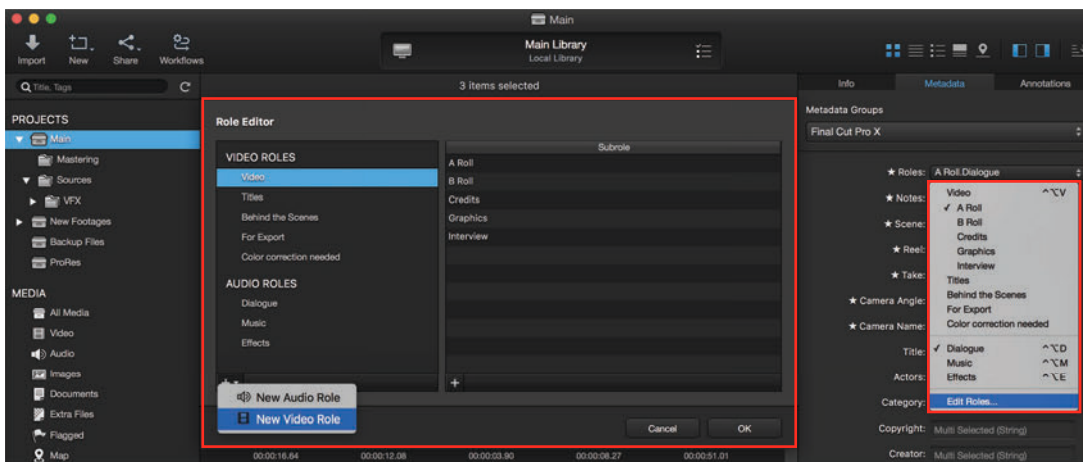 Main
Import New Share Workflows
Main Library
Local Library
Title, Tags
3 items selected
Info Metadata Annotations
PROJECTS
Main
Mastering
Sources
VFX
New Footages
Backup Files
ProRes
MEDIA
All Media
Video
Audio
Images
Documents
Extra Files
Flagged
Map
Role Editor
VIDEO ROLES
Video
Titles
Behind the Scenes
For Export
Color correction needed
AUDIO ROLES
Dialogue
Music
Effects
+
New Audio Role
New Video Role
Subrole
A Roll
B Roll
Credits
Graphics
Interview
+
Cancel OK
00:00:16.64 00:00:12.08 00:00:03.90 00:00:08.27 00:00:51.01
Metadata Groups
Final Cut Pro X
★ Roles: A Roll.Dialogue
★ Notes:
★ Scene:
★ Reel:
★ Take:
★ Camera Angle:
★ Camera Name:
Title:
Actors:
Category:
Copyright: Multi Selected (String)
Creator: Multi Selected (String)
Video ^⌥V
✓ A Roll
B Roll
Credits
Graphics
Interview
Titles
Behind the Scenes
For Export
Color correction needed
✓ Dialogue ^⌥D
Music ^⌥M
Effects ^⌥E
Edit Roles...